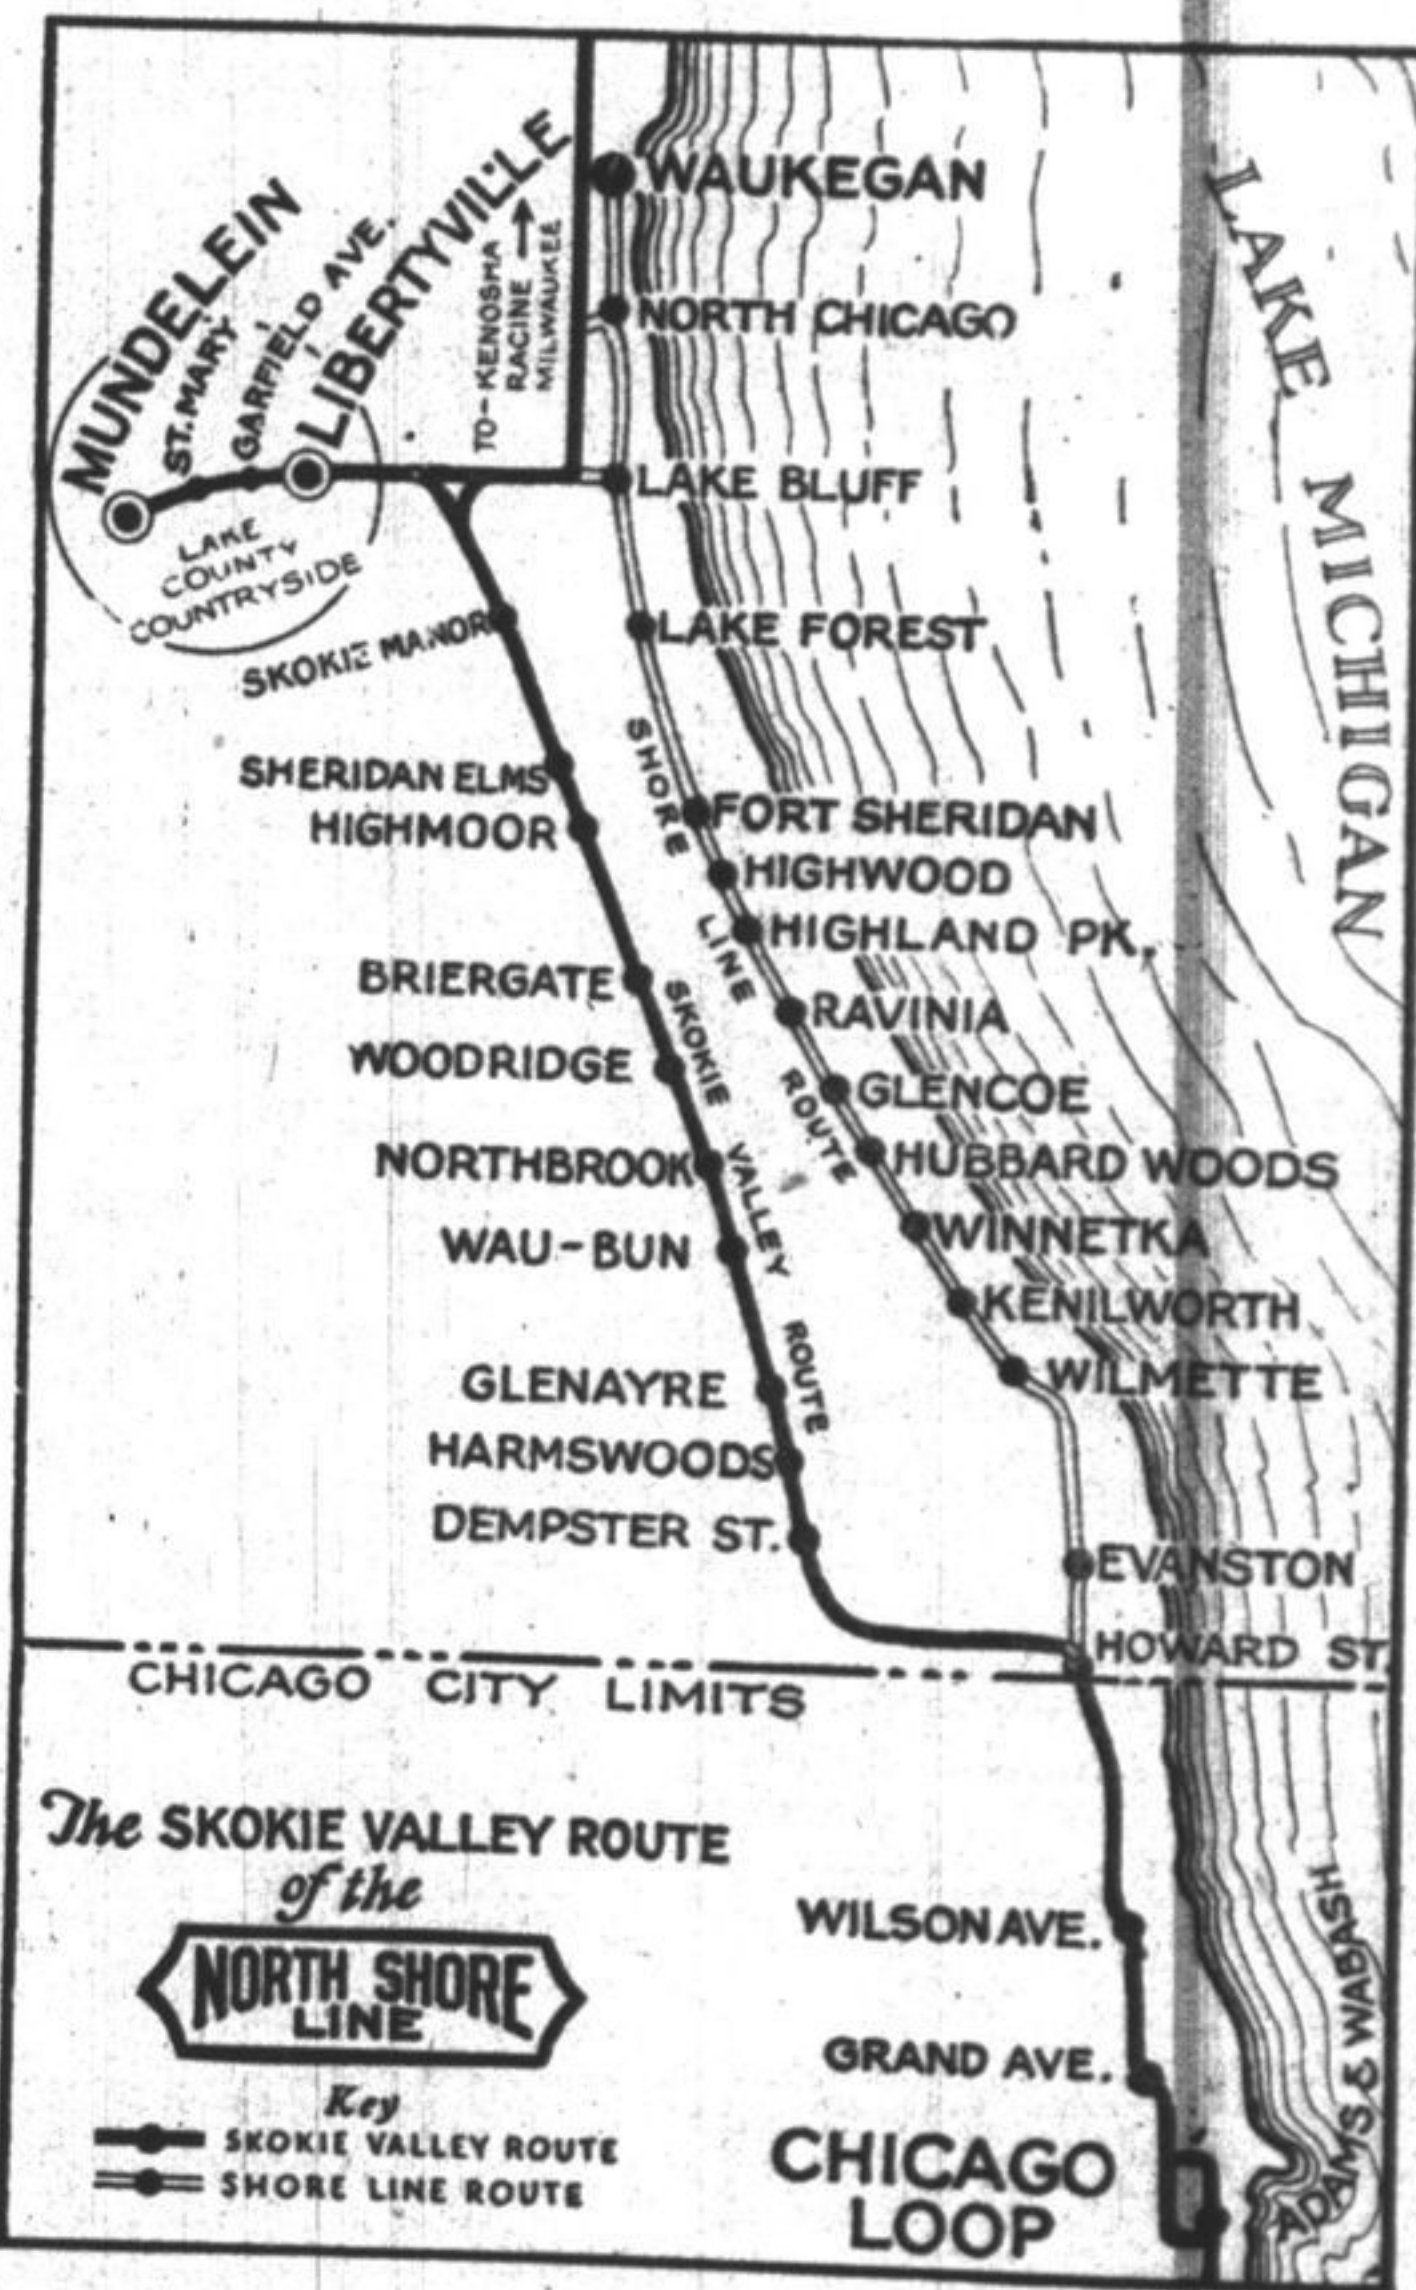 WAUKEGAN
LAKE MICHIGAN
MUNDELEIN
ST. MARY'S
GARFIELD AVE.
LIBERTYVILLE
TO-KENOSHA
RACINE
MILWAUKEE
NORTH CHICAGO
LAKE BLUFF
LAKE
COUNTY
COUNTRYSIDE
SKOKIE MANOR
LAKE FOREST
SHERIDAN ELMS
HIGHMOOR
SHORE LINE ROUTE
FORT SHERIDAN
HIGHWOOD
HIGHLAND PK.
BRIERGATE
SKOKIE VALLEY ROUTE
RAVINIA
WOODRIDGE
GLENCOE
NORTHBROOK
HUBBARD WOODS
WAU-BUN
WINNETKA
KENILWORTH
GLENAYRE
WILMETTE
HARMSWOODS
DEMPSTER ST.
EVANSTON
HOWARD ST.
CHICAGO CITY LIMITS
The SKOKIE VALLEY ROUTE
of the
NORTH SHORE
LINE
Key
SKOKIE VALLEY ROUTE
SHORE LINE ROUTE
WILSON AVE.
GRAND AVE.
CHICAGO
LOOP
ADAMS & WABASH